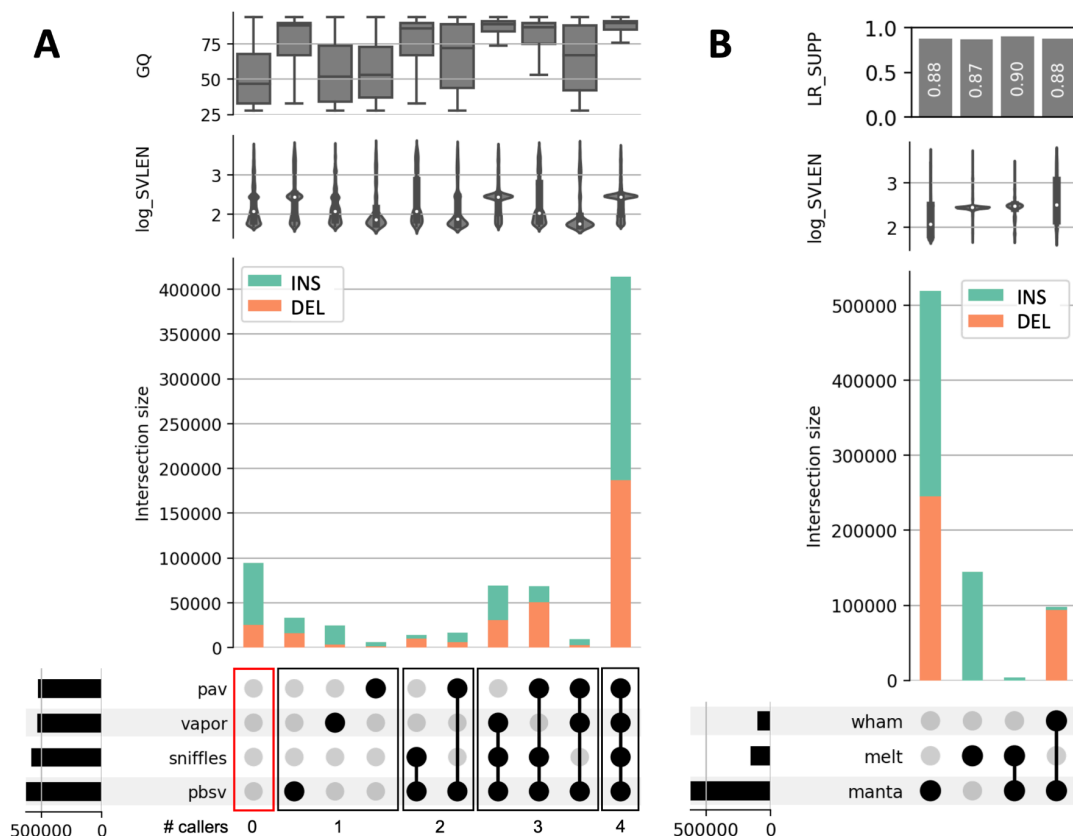 A
GQ
75
50
25
log_SVLEN
3
2
INS
DEL
Intersection size
400000
350000
300000
250000
200000
150000
100000
50000
0
pav
vapor
sniffles
pbsv
500000 0
# callers 0 1 2 3 4
B
LR_SUPP
1.0
0.5
0.0
0.88 0.87 0.90 0.88
log_SVLEN
3
2
INS
DEL
Intersection size
500000
400000
300000
200000
100000
0
wham
melt
manta
500000 0